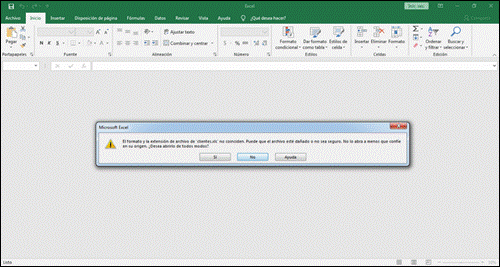 Excel
Archivo Inicio Insertar Disposición de página Fórmulas Datos Revisar Vista Ayuda ¿Qué desea hacer? Compartir
Pegar
Ajustar texto
Combinar y centrar
Formato condicional
Dar formato como tabla
Estilos de celda
Insertar Eliminar Formato
Ordenar y filtrar
Buscar y seleccionar
Fuente Alineación Número Estilos Celdas Edición
Microsoft Excel
El formato y la extensión de archivo de 'clientes.xls' no coinciden. Puede que el archivo esté dañado o no sea seguro. No lo abra a menos que confíe
en su origen. ¿Desea abrirlo de todos modos?
Sí No Ayuda
Listo